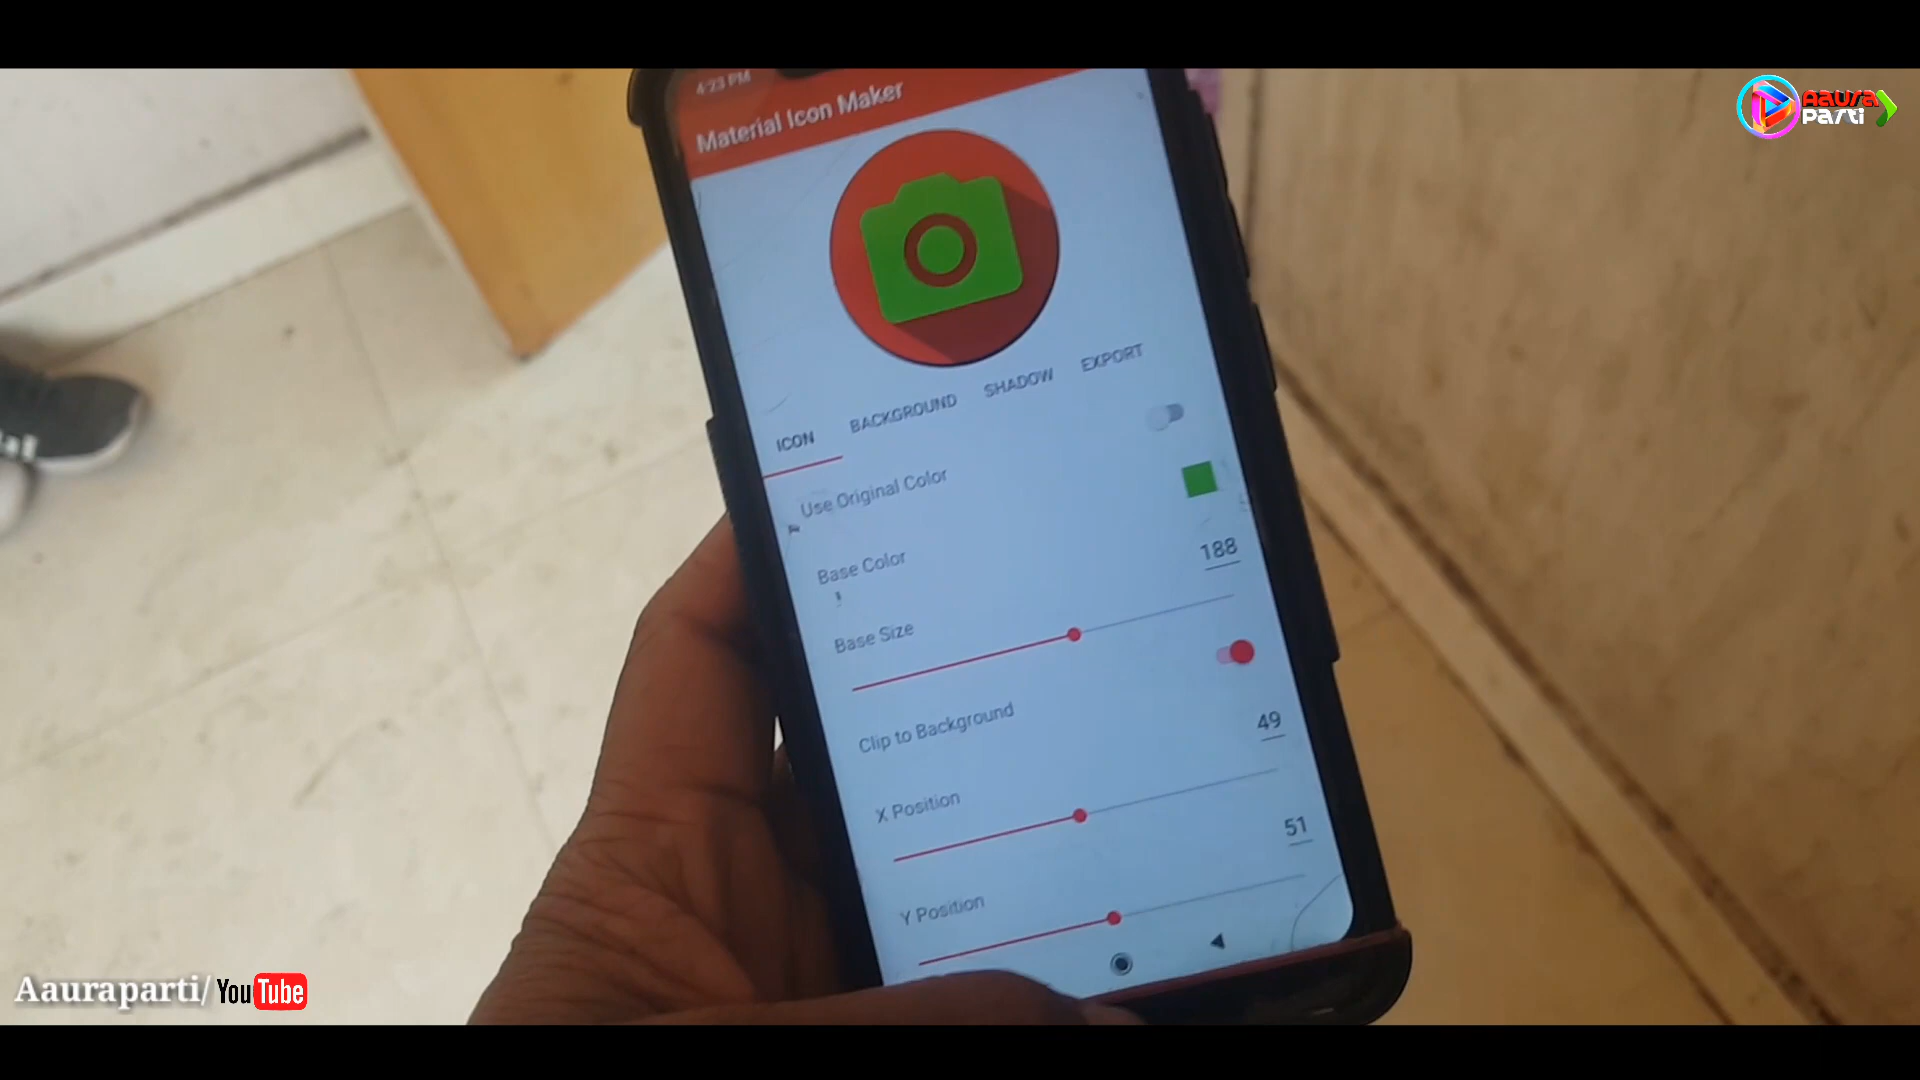 4:23 PM
Material Icon Maker
ICON BACKGROUND SHADOW EXPORT
Use Original Color
Base Color
Base Size 188
Clip to Background
X Position 49
Y Position 51
Aaura
Parti
Aauraparti/YouTube